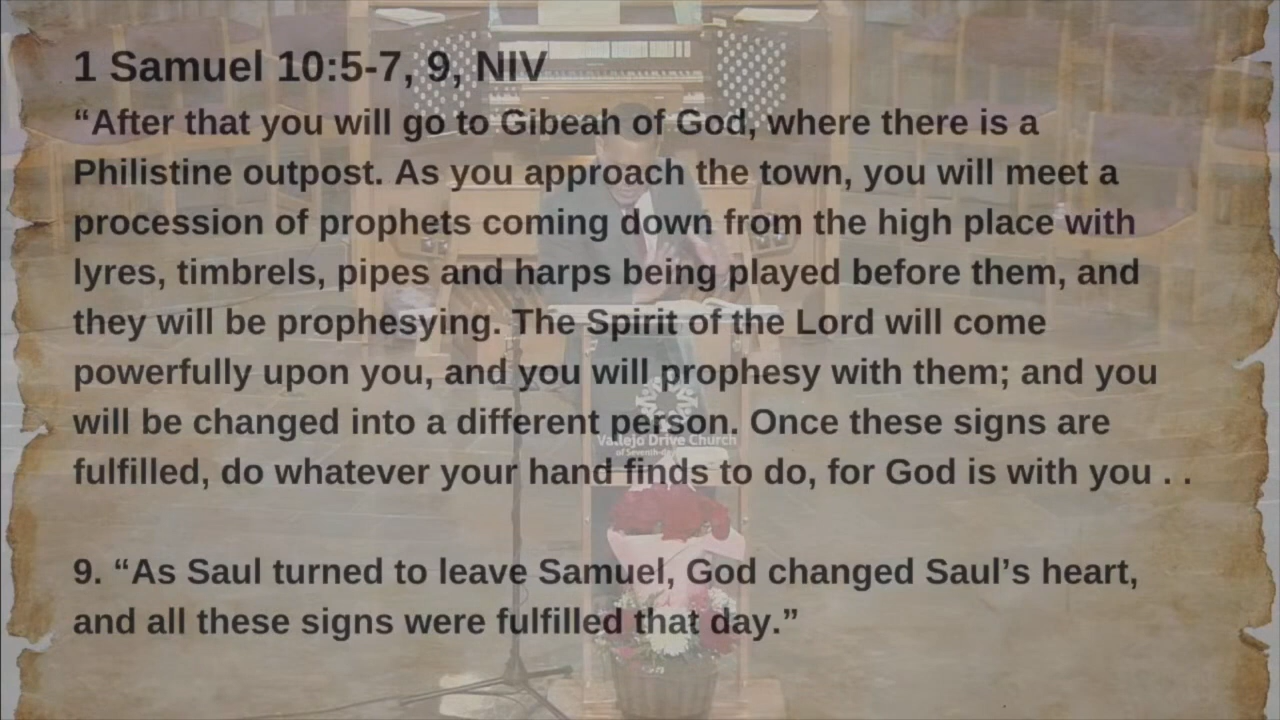 1 Samuel 10:5-7, 9, NIV
“After that you will go to Gibeah of God, where there is a
Philistine outpost. As you approach the town, you will meet a
procession of prophets coming down from the high place with
lyres, timbrels, pipes and harps being played before them, and
they will be prophesying. The Spirit of the Lord will come
powerfully upon you, and you will prophesy with them; and you
will be changed into a different person. Once these signs are
fulfilled, do whatever your hand finds to do, for God is with you . .
9. “As Saul turned to leave Samuel, God changed Saul’s heart,
and all these signs were fulfilled that day.”
Vallejo Drive Church
of Seventh-